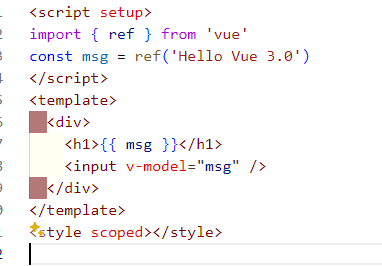 <script setup>
import { ref } from 'vue'
const msg = ref('Hello Vue 3.0')
</script>
<template>
  <div>
    <h1>{{ msg }}</h1>
    <input v-model="msg" />
  </div>
</template>
<style scoped></style>